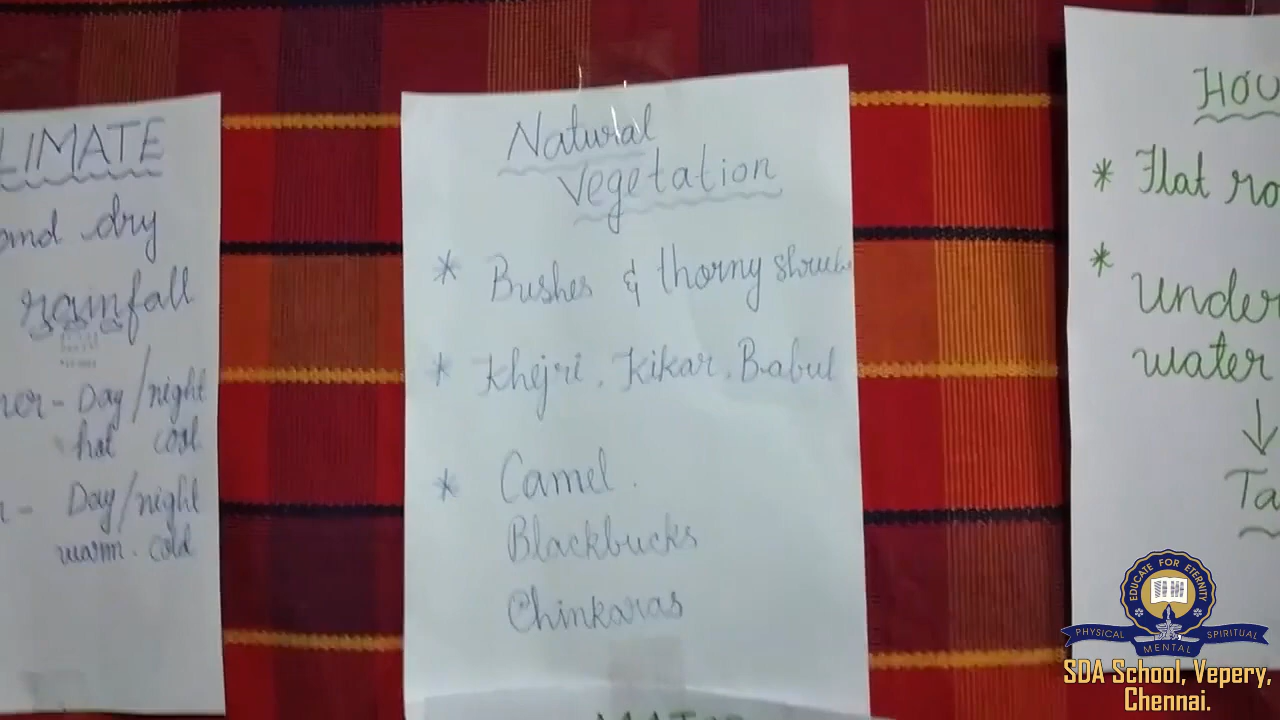 LIMATE
and dry
rainfall
ner - Day/night
hot cool
- Day/night
warm. cold
Natural
Vegetation
* Bushes & thorny shrubs
* Khejri. Kikar. Babul
* Camel.
Blackbucks
Chinkaras
HOU
* Flat ro
* Under
water
↓
Ta
EDUCATE FOR ETERNITY
PHYSICAL MENTAL SPIRITUAL
SDA School, Vepery,
Chennai.